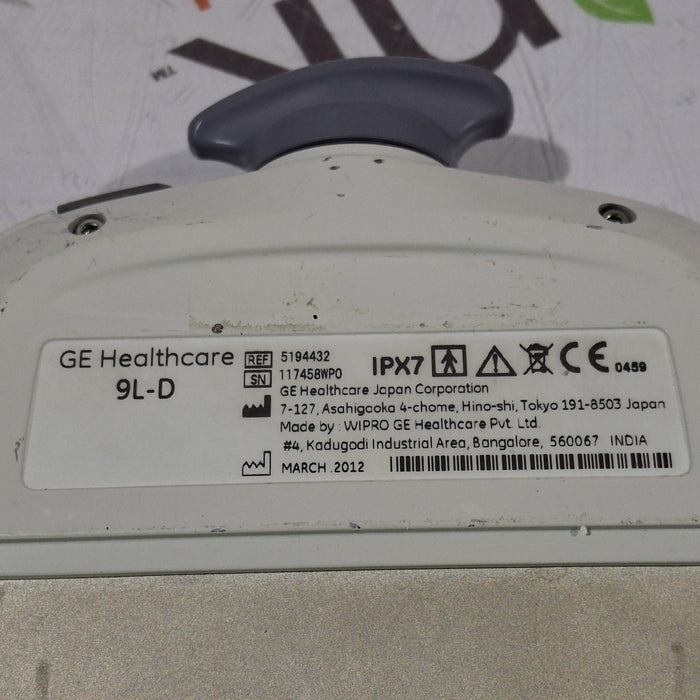 TM
GE Healthcare
9L-D
REF 5194432
SN 117458WP0
IPX7
CE 0459
GE Healthcare Japan Corporation
7-127, Asahigaoka 4-chome, Hino-shi, Tokyo 191-8503 Japan
Made by : WIPRO GE Healthcare Pvt. Ltd.
#4, Kadugodi Industrial Area, Bangalore, 560067 INDIA
MARCH .2012